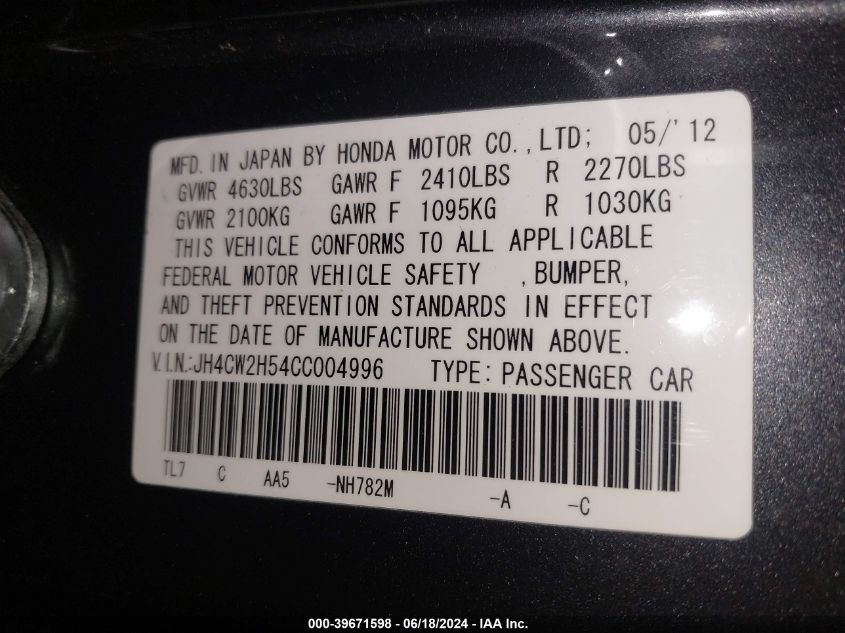 MFD. IN JAPAN BY HONDA MOTOR CO.,LTD; 05/'12
GVWR 4630LBS GAWR F 2410LBS R 2270LBS
GVWR 2100KG GAWR F 1095KG R 1030KG
THIS VEHICLE CONFORMS TO ALL APPLICABLE
FEDERAL MOTOR VEHICLE SAFETY , BUMPER,
AND THEFT PREVENTION STANDARDS IN EFFECT
ON THE DATE OF MANUFACTURE SHOWN ABOVE.
V.I.N.:JH4CW2H54CC004996 TYPE: PASSENGER CAR
TL7 C AA5 -NH782M -A -C
000-39671598 - 06/18/2024 - IAA Inc.